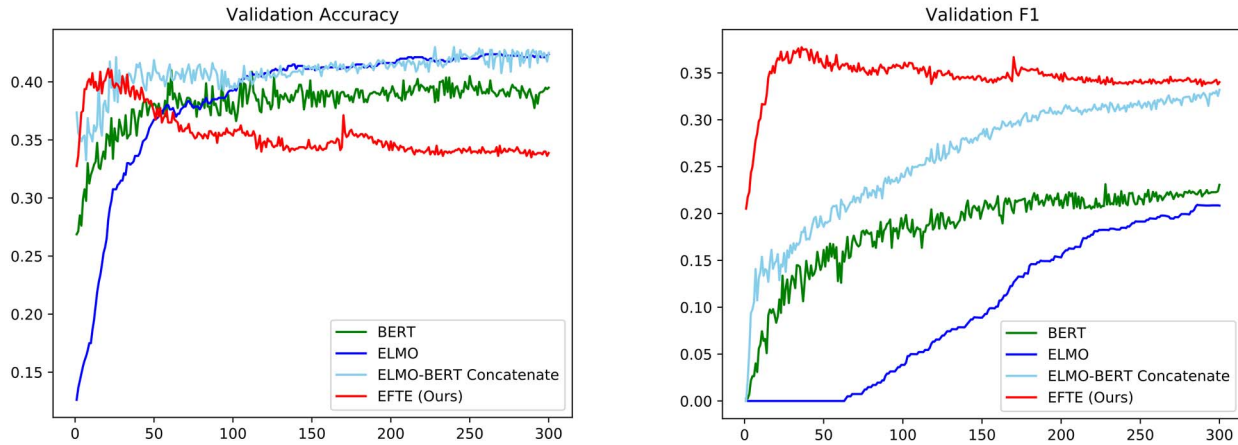 Validation Accuracy
0.40
0.35
0.30
0.25
0.20
0.15
0
50
100
150
200
250
300
BERT
ELMO
ELMO-BERT Concatenate
EFTE (Ours)
Validation F1
0.35
0.30
0.25
0.20
0.15
0.10
0.05
0.00
0
50
100
150
200
250
300
BERT
ELMO
ELMO-BERT Concatenate
EFTE (Ours)